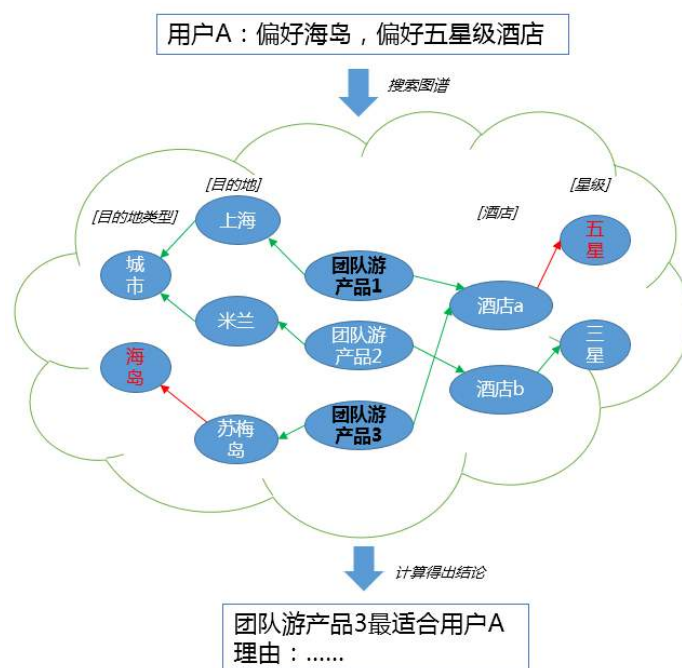 用户A：偏好海岛，偏好五星级酒店
搜索图谱
[目的地]
[星级]
[目的地类型]
[酒店]
上海
五
星
城
市
团队游
产品1
酒店a
米兰
团队游
产品2
三
星
海
岛
酒店b
苏梅
岛
团队游
产品3
计算得出结论
团队游产品3最适合用户A
理由：......